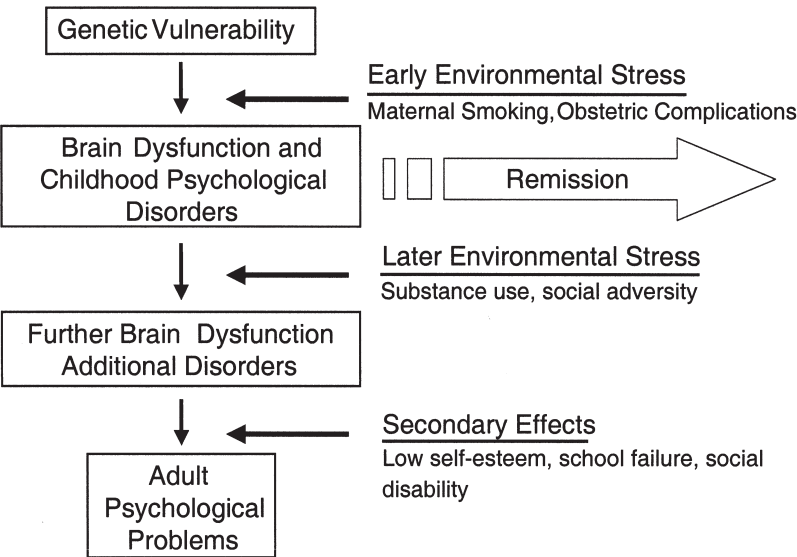 Genetic Vulnerability
Early Environmental Stress
Maternal Smoking, Obstetric Complications
Brain Dysfunction and
Childhood Psychological
Disorders
Remission
Later Environmental Stress
Substance use, social adversity
Further Brain Dysfunction
Additional Disorders
Secondary Effects
Low self-esteem, school failure, social
disability
Adult
Psychological
Problems